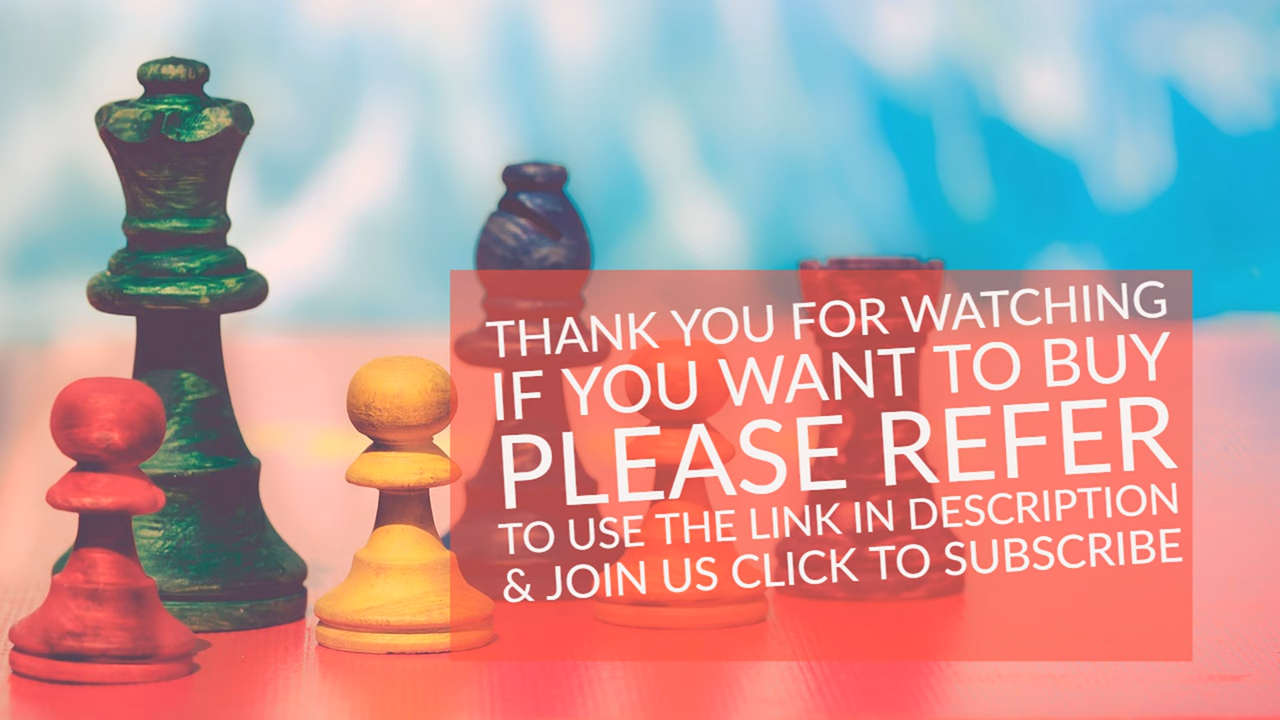 THANK YOU FOR WATCHING
IF YOU WANT TO BUY
PLEASE REFER
TO USE THE LINK IN DESCRIPTION
& JOIN US CLICK TO SUBSCRIBE